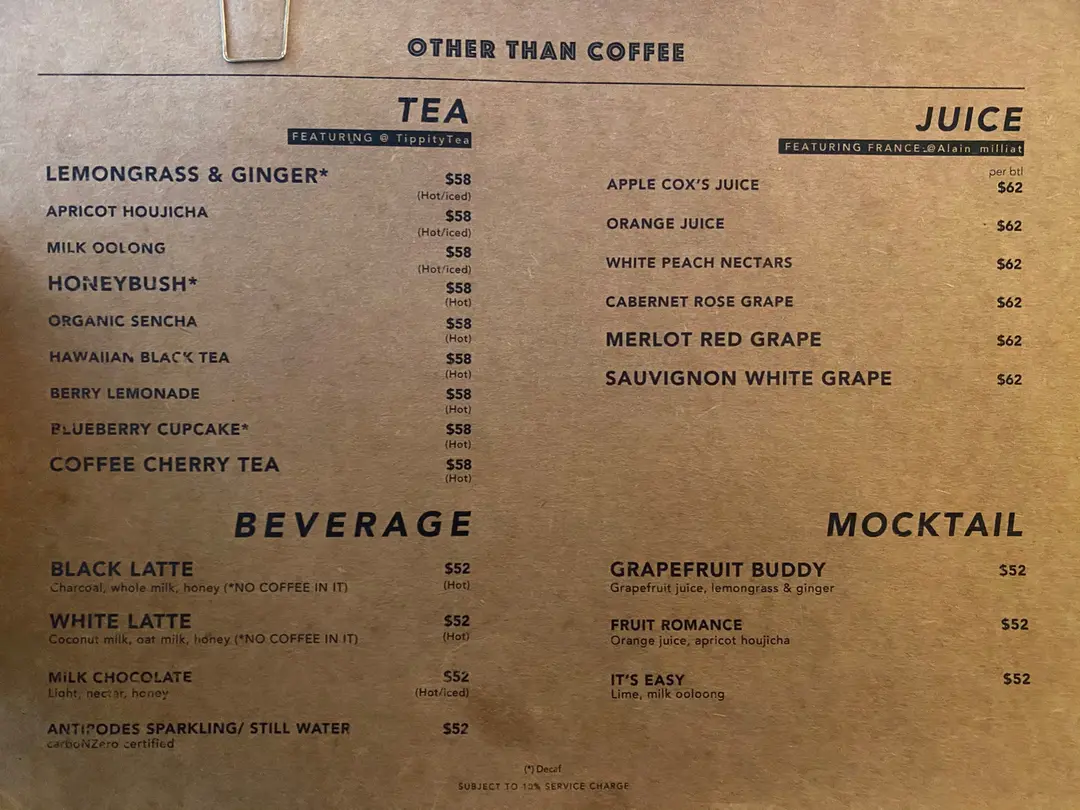 OTHER THAN COFFEE
TEA
FEATURING @ TippityTea
LEMONGRASS & GINGER* $58
(Hot/iced)
APRICOT HOUJICHA $58
(Hot/iced)
MILK OOLONG $58
(Hot/iced)
HONEYBUSH* $58
(Hot)
ORGANIC SENCHA $58
(Hot)
HAWAIIAN BLACK TEA $58
(Hot)
BERRY LEMONADE $58
(Hot)
BLUEBERRY CUPCAKE* $58
(Hot)
COFFEE CHERRY TEA $58
(Hot)
JUICE
FEATURING FRANCE-@Alain_milliat
per btl
APPLE COX'S JUICE $62
ORANGE JUICE $62
WHITE PEACH NECTARS $62
CABERNET ROSE GRAPE $62
MERLOT RED GRAPE $62
SAUVIGNON WHITE GRAPE $62
BEVERAGE
BLACK LATTE $52
Charcoal, whole milk, honey (*NO COFFEE IN IT) (Hot)
WHITE LATTE $52
Coconut milk, oat milk, honey (*NO COFFEE IN IT) (Hot)
MILK CHOCOLATE $52
Light, nectar, honey (Hot/iced)
ANTIPODES SPARKLING/ STILL WATER $52
carboNZero certified
MOCKTAIL
GRAPEFRUIT BUDDY $52
Grapefruit juice, lemongrass & ginger
FRUIT ROMANCE $52
Orange juice, apricot houjicha
IT'S EASY $52
Lime, milk ooloong
(*) Decaf
SUBJECT TO 10% SERVICE CHARGE